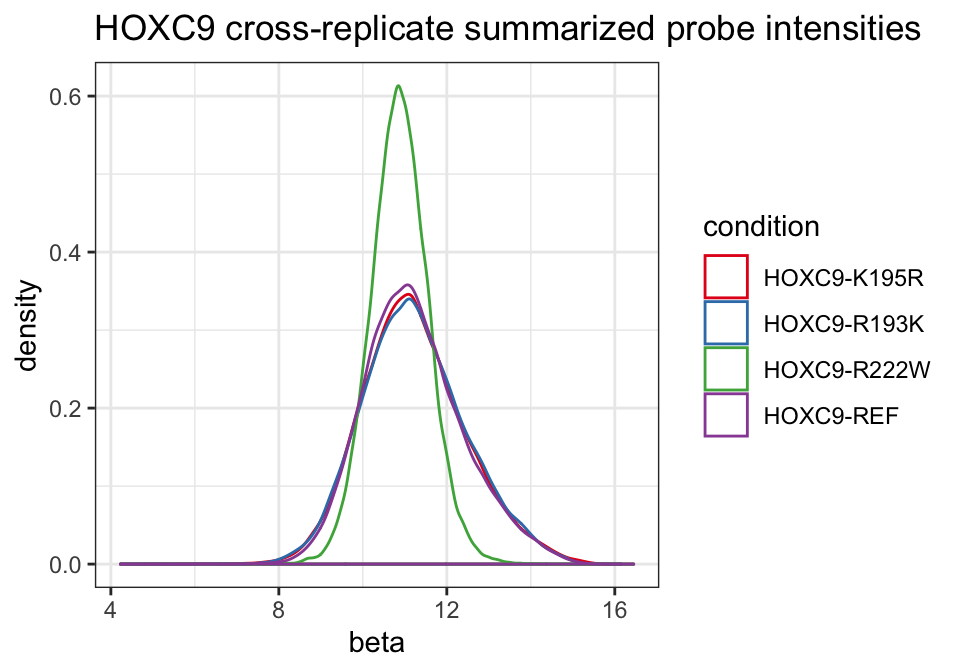 HOXC9 cross-replicate summarized probe intensities
0.6
0.4
0.2
0.0
density
4 8 12 16
beta
condition
HOXC9-K195R
HOXC9-R193K
HOXC9-R222W
HOXC9-REF